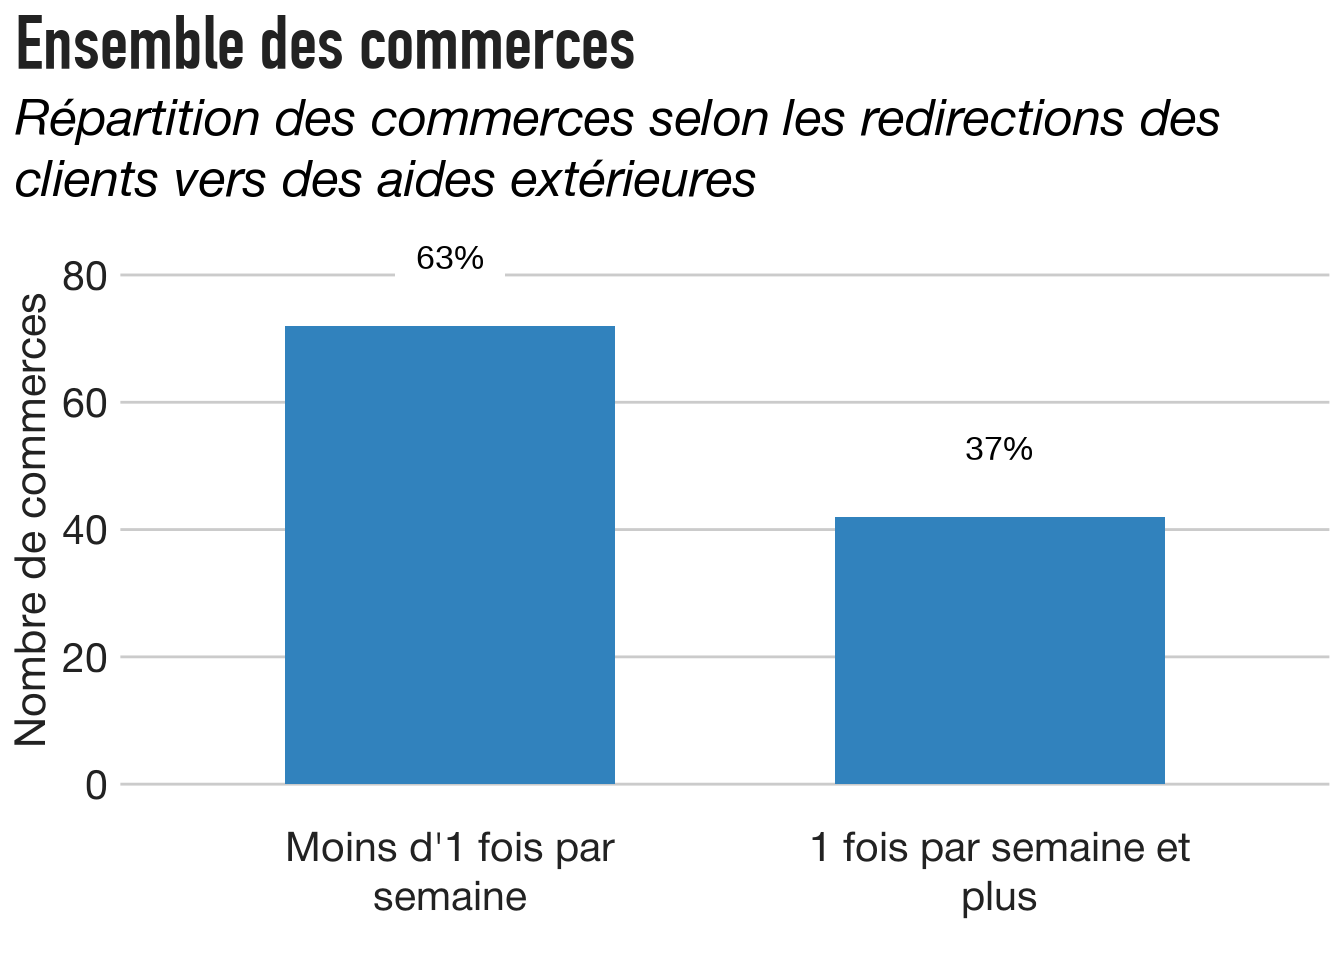 Ensemble des commerces
Répartition des commerces selon les redirections des
clients vers des aides extérieures
Nombre de commerces
80
60
40
20
0
63%
37%
Moins d'1 fois par
semaine
1 fois par semaine et
plus